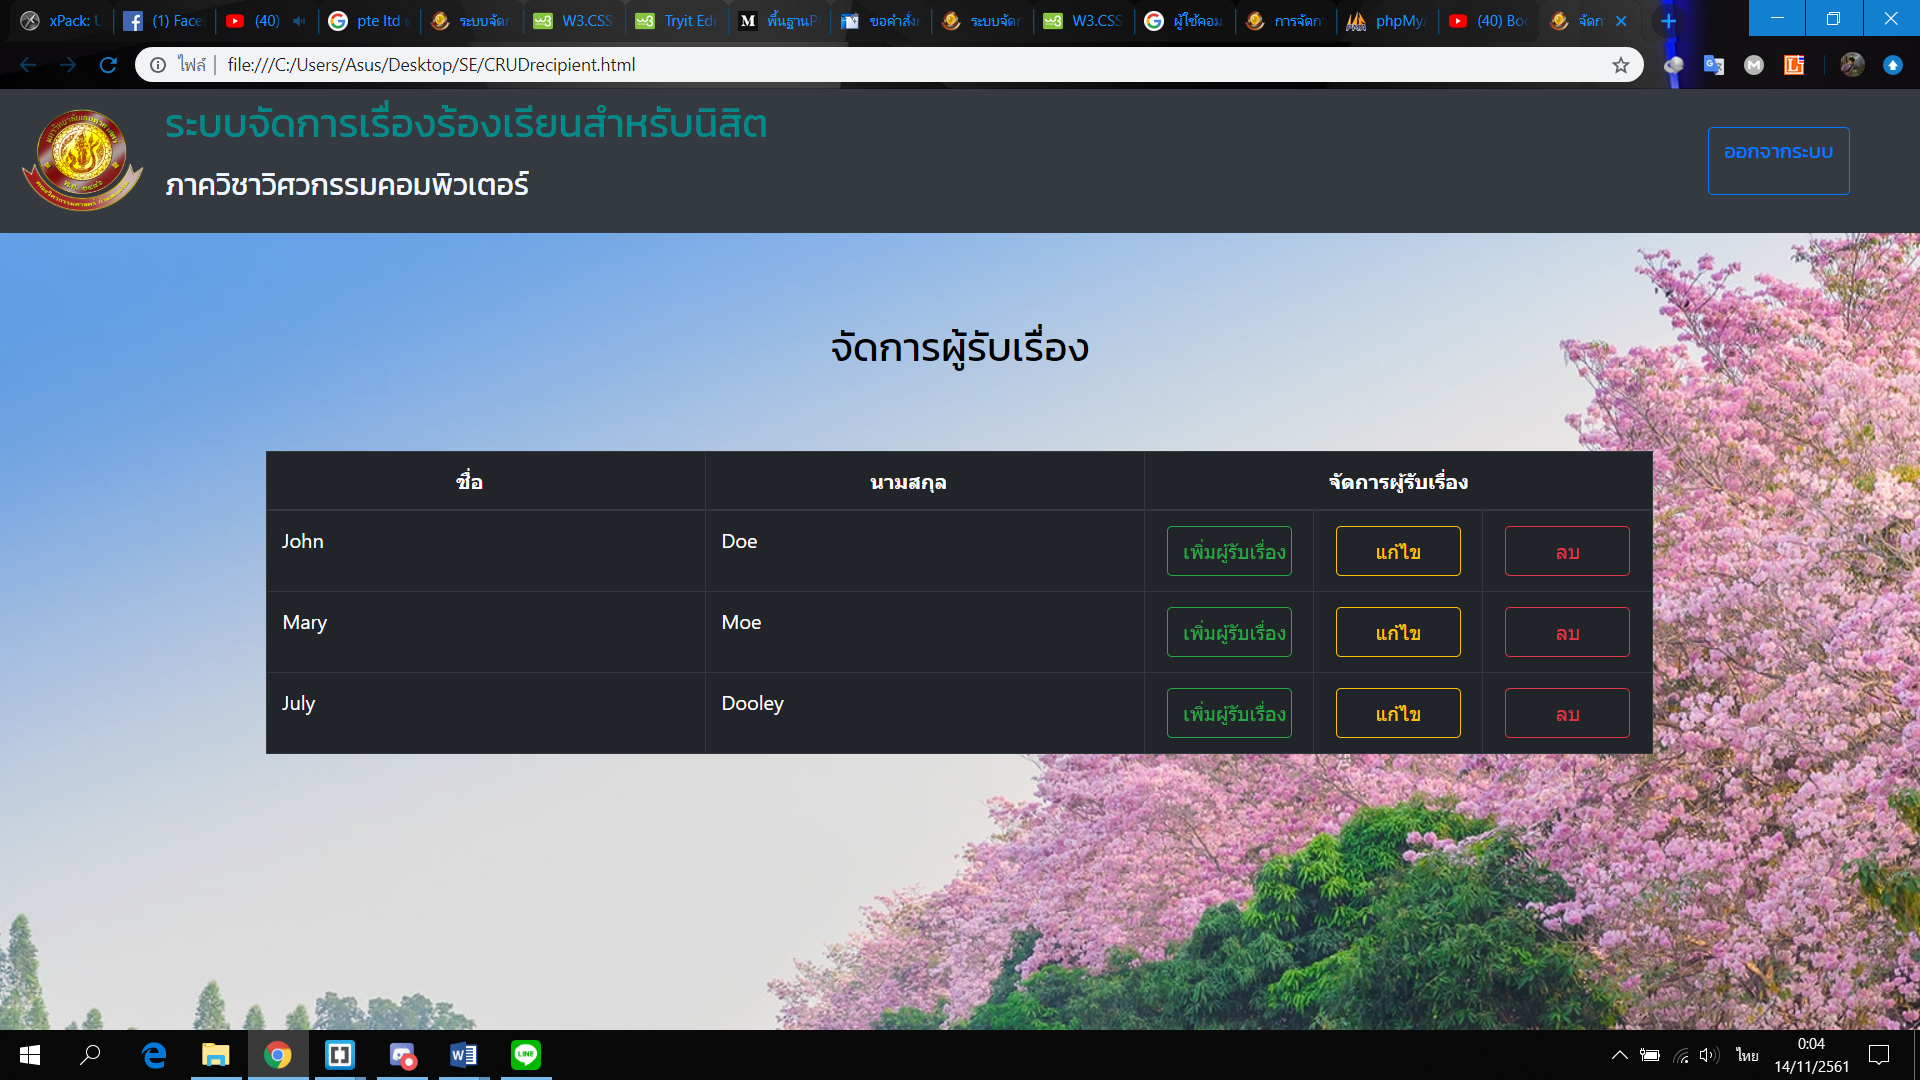 xPack: U
(1) Face
(40)
pte ltd
ระบบจัดก
W3.CSS
Tryit Edi
พื้นฐานP
ขอคำสั่ง
ระบบจัดก
W3.CSS
ผู้ใช้คอม
การจัดกา
phpMyA
(40) Boo
จัดก
ไฟล์ | file:///C:/Users/Asus/Desktop/SE/CRUDrecipient.html
ระบบจัดการเรื่องร้องเรียนสำหรับนิสิต
ภาควิชาวิศวกรรมคอมพิวเตอร์
ออกจากระบบ
จัดการผู้รับเรื่อง
ชื่อ นามสกุล จัดการผู้รับเรื่อง
John Doe เพิ่มผู้รับเรื่อง แก้ไข ลบ
Mary Moe เพิ่มผู้รับเรื่อง แก้ไข ลบ
July Dooley เพิ่มผู้รับเรื่อง แก้ไข ลบ
ไทย
0:04
14/11/2561